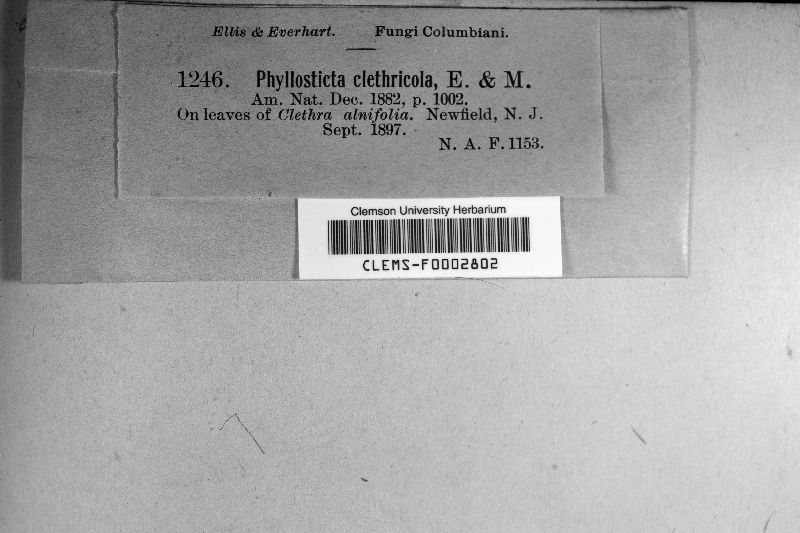 Ellis & Everhart. Fungi Columbiani.
1246. Phyllosticta clethricola, E. & M.
Am. Nat. Dec. 1882, p. 1002.
On leaves of Clethra alnifolia. Newfield, N. J.
Sept. 1897.
N. A. F. 1153.
Clemson University Herbarium
CLEMS-F0002802